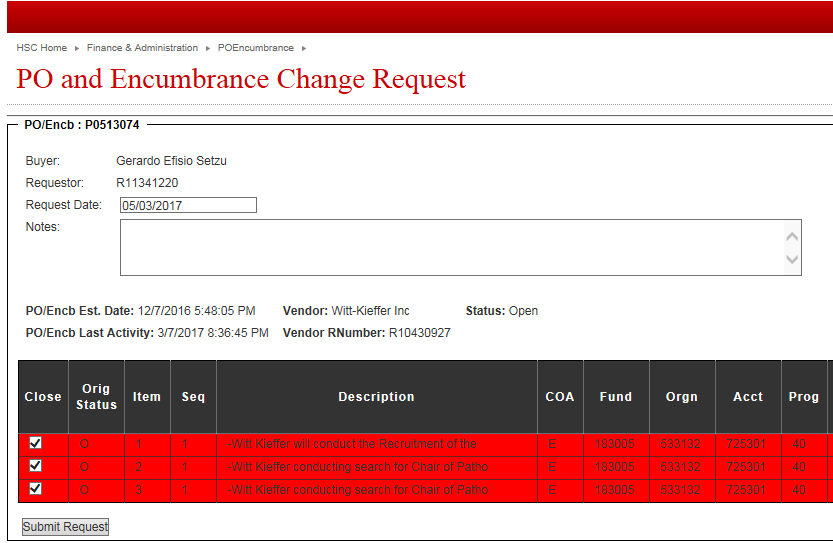 HSC Home ▸ Finance & Administration ▸ POEncumbrance ▸
PO and Encumbrance Change Request
PO/Encb : P0513074
Buyer: Gerardo Efisio Setzu
Requestor: R11341220
Request Date: 05/03/2017
Notes:
PO/Encb Est. Date: 12/7/2016 5:48:05 PM Vendor: Witt-Kieffer Inc Status: Open
PO/Encb Last Activity: 3/7/2017 8:36:45 PM Vendor RNumber: R10430927
Close Orig Status Item Seq Description COA Fund Orgn Acct Prog
O 1 1 -Witt Kieffer will conduct the Recruitment of the E 183005 533132 725301 40
O 2 1 -Witt Kieffer conducting search for Chair of Patho E 183005 533132 725301 40
O 3 1 -Witt Kieffer conducting search for Chair of Patho E 183005 533132 725301 40
Submit Request